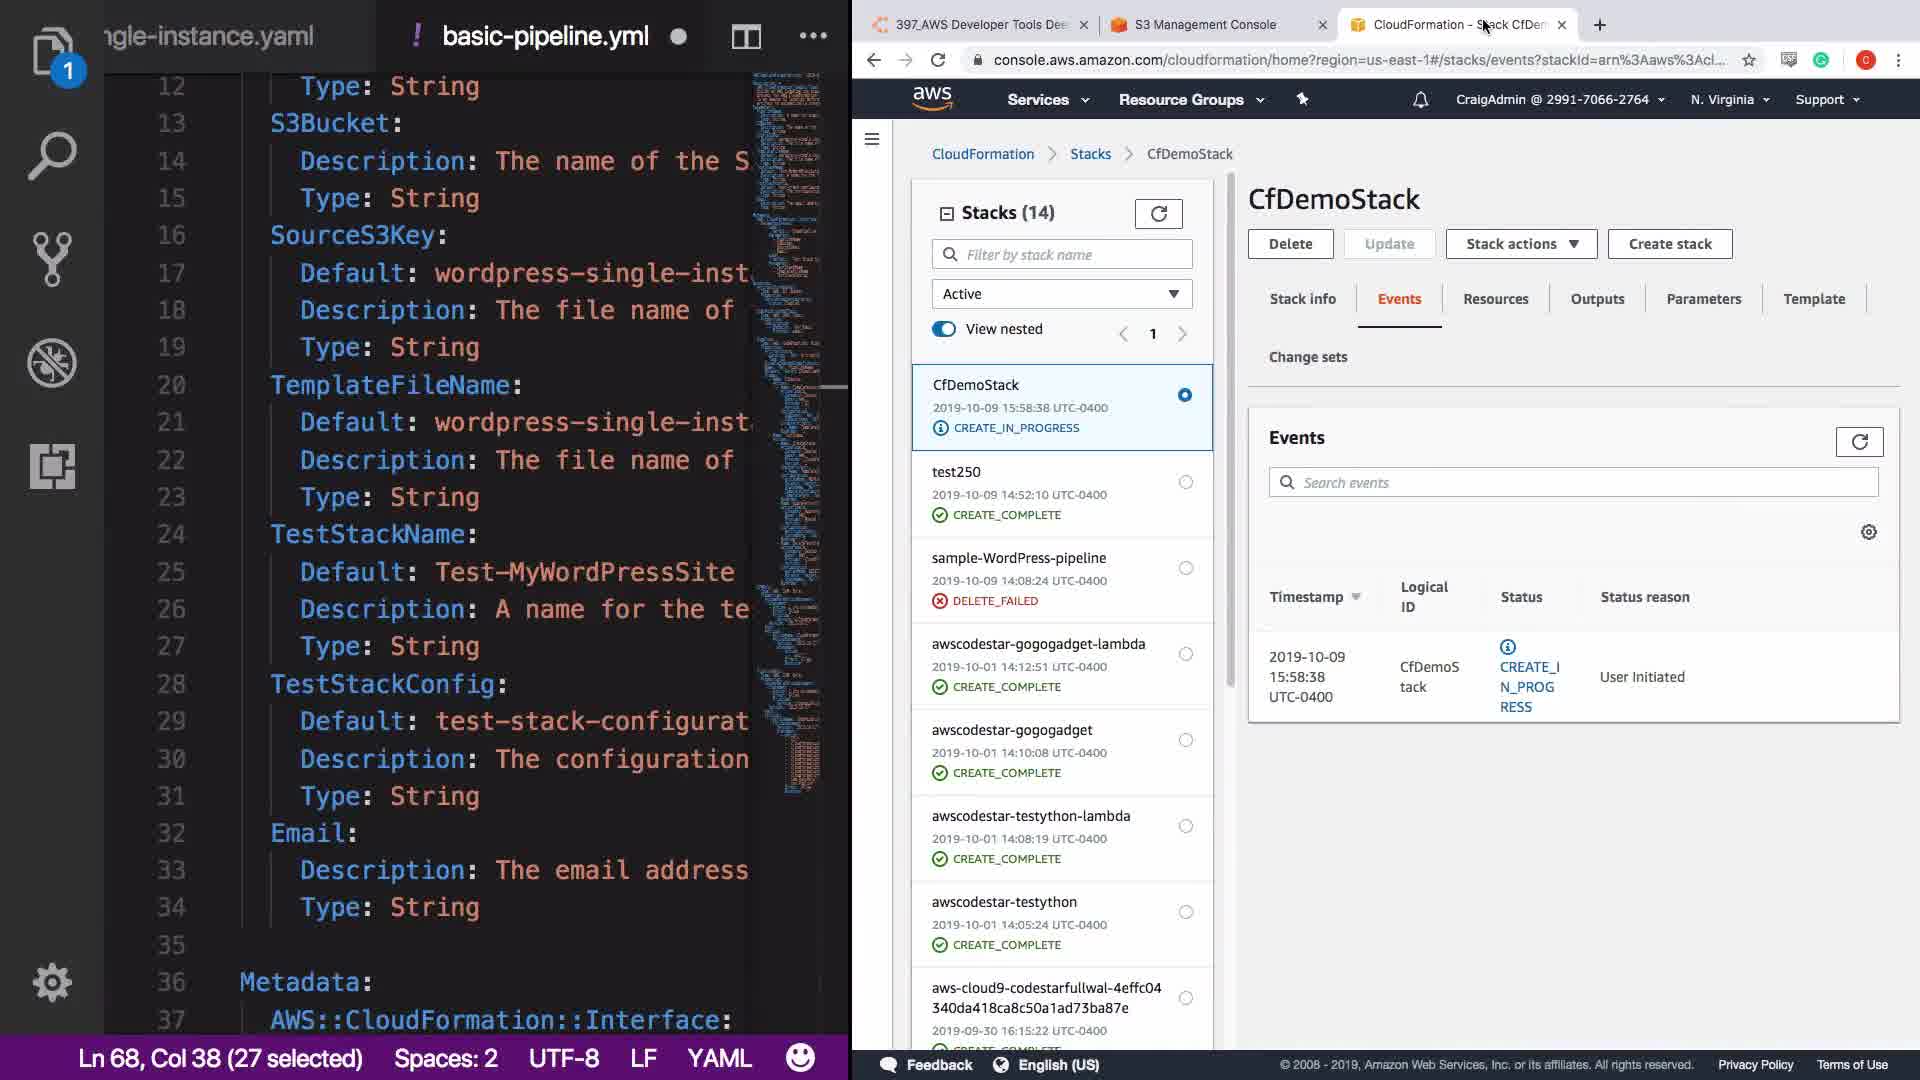 ngle-instance.yaml
! basic-pipeline.yml
1
12 Type: String
13 S3Bucket:
14 Description: The name of the S
15 Type: String
16 SourceS3Key:
17 Default: wordpress-single-inst
18 Description: The file name of
19 Type: String
20 TemplateFileName:
21 Default: wordpress-single-inst
22 Description: The file name of
23 Type: String
24 TestStackName:
25 Default: Test-MyWordPressSite
26 Description: A name for the te
27 Type: String
28 TestStackConfig:
29 Default: test-stack-configurat
30 Description: The configuration
31 Type: String
32 Email:
33 Description: The email address
34 Type: String
35
36 Metadata:
37 AWS::CloudFormation::Interface:
Ln 68, Col 38 (27 selected) Spaces: 2 UTF-8 LF YAML
397_AWS Developer Tools Dee
S3 Management Console
CloudFormation - Stack CfDem
console.aws.amazon.com/cloudformation/home?region=us-east-1#/stacks/events?stackId=arn%3Aaws%3Acl...
C
aws Services Resource Groups CraigAdmin @ 2991-7066-2764 N. Virginia Support
CloudFormation Stacks CfDemoStack
Stacks (14)
Filter by stack name
Active
View nested 1
CfDemoStack
2019-10-09 15:58:38 UTC-0400
CREATE_IN_PROGRESS
test250
2019-10-09 14:52:10 UTC-0400
CREATE_COMPLETE
sample-WordPress-pipeline
2019-10-09 14:08:24 UTC-0400
DELETE_FAILED
awscodestar-gogogadget-lambda
2019-10-01 14:12:51 UTC-0400
CREATE_COMPLETE
awscodestar-gogogadget
2019-10-01 14:10:08 UTC-0400
CREATE_COMPLETE
awscodestar-testython-lambda
2019-10-01 14:08:19 UTC-0400
CREATE_COMPLETE
awscodestar-testython
2019-10-01 14:05:24 UTC-0400
CREATE_COMPLETE
aws-cloud9-codestarfullwal-4effc04
340da418ca8c50a1ad73ba87e
2019-09-30 16:15:22 UTC-0400
CfDemoStack
Delete Update Stack actions Create stack
Stack info Events Resources Outputs Parameters Template
Change sets
Events
Search events
Timestamp Logical ID Status Status reason
2019-10-09
15:58:38
UTC-0400
CfDemoS
tack
CREATE_I
N_PROG
RESS
User Initiated
Feedback English (US) © 2008 - 2019, Amazon Web Services, Inc. or its affiliates. All rights reserved. Privacy Policy Terms of Use